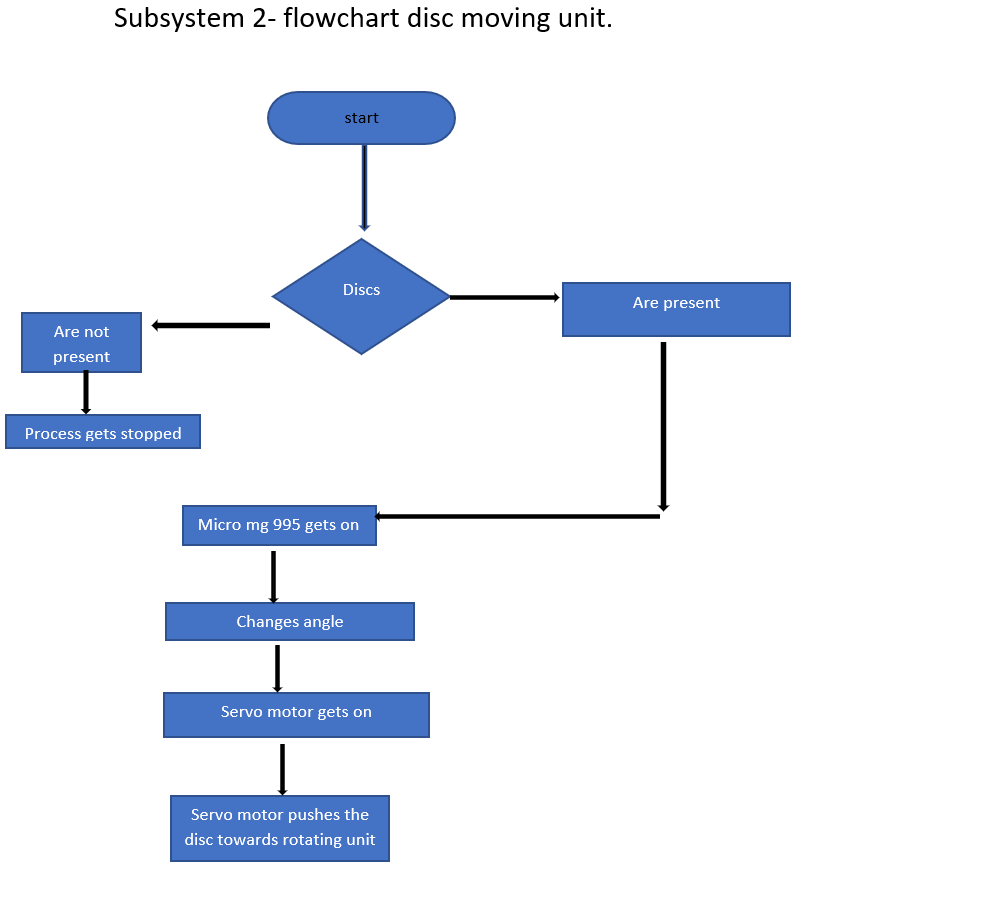 Subsystem 2- flowchart disc moving unit.
start
Discs
Are present
Are not
present
Process gets stopped
Micro mg 995 gets on
Changes angle
Servo motor gets on
Servo motor pushes the
disc towards rotating unit